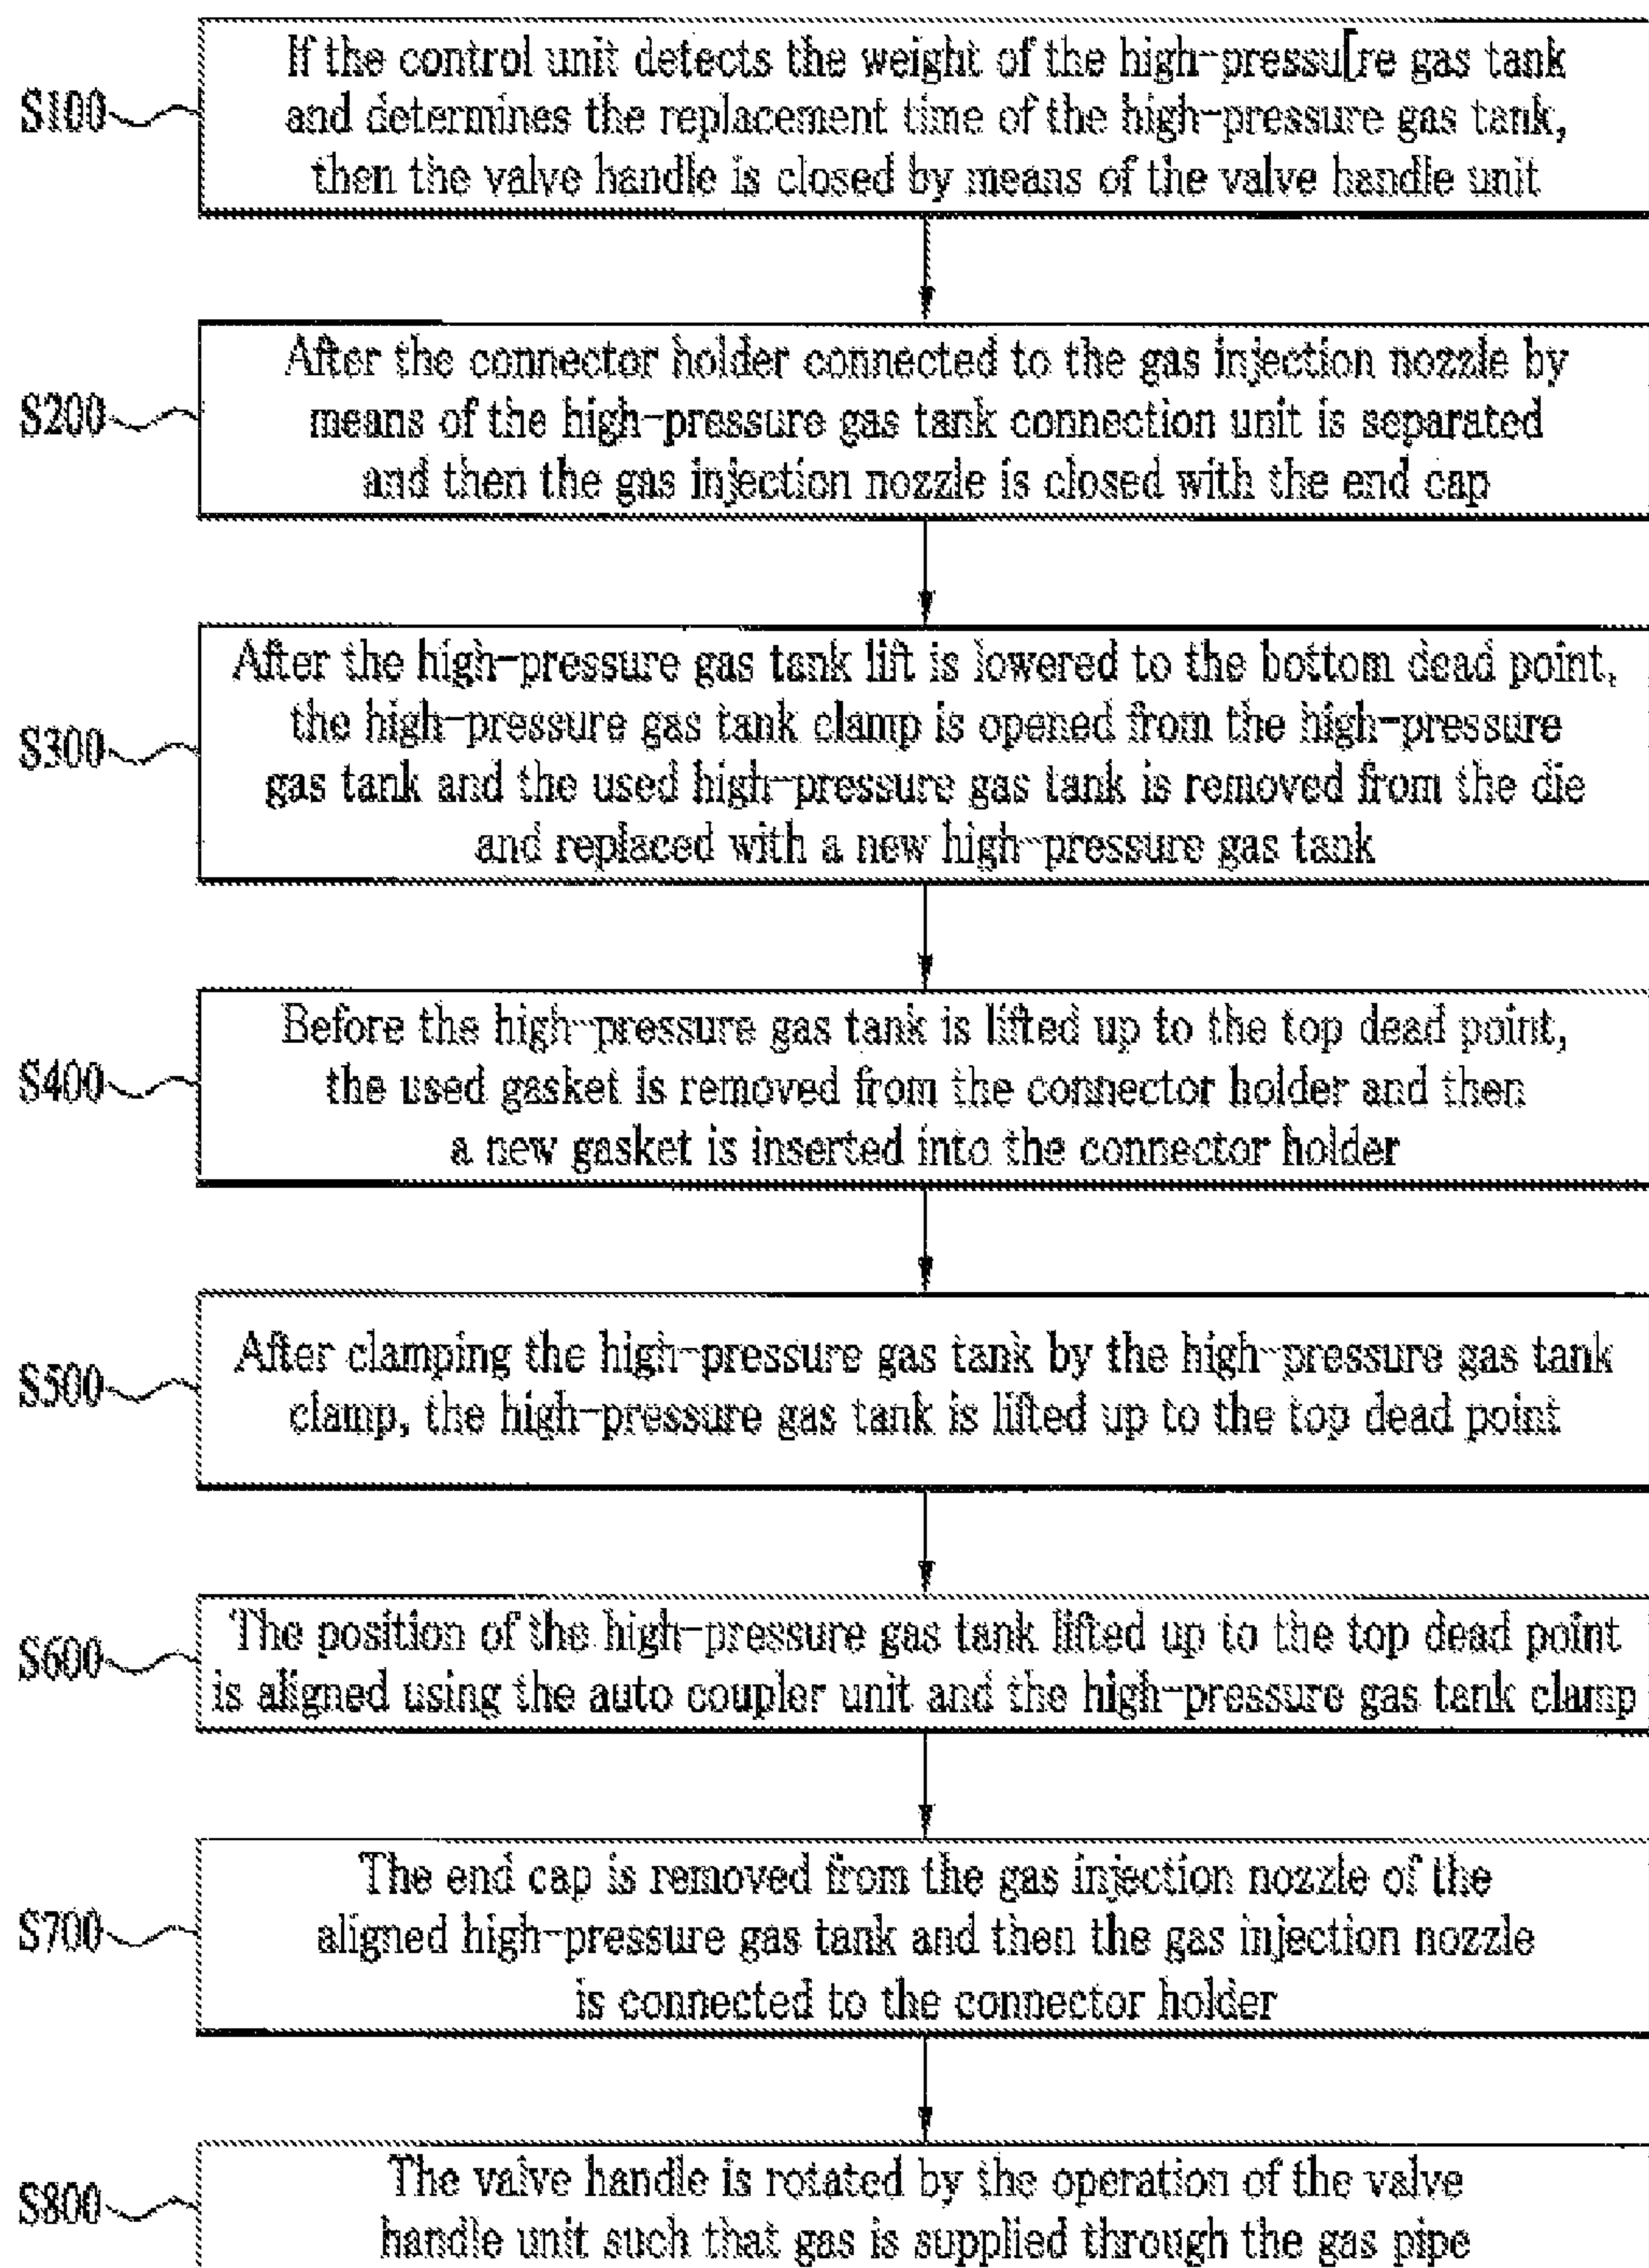 S100
If the control unit detects the weight of the high-pressu[re gas tank
and determines the replacement time of the high-pressure gas tank,
then the valve handle is closed by means of the valve handle unit
S200
After the connector holder connected to the gas injection nozzle by
means of the high-pressure gas tank connection unit is separated
and then the gas injection nozzle is closed with the end cap
S300
After the high-pressure gas tank lift is lowered to the bottom dead point,
the high-pressure gas tank clamp is opened from the high-pressure
gas tank and the used high-pressure gas tank is removed from the die
and replaced with a new high-pressure gas tank
S400
Before the high-pressure gas tank is lifted up to the top dead point,
the used gasket is removed from the connector holder and then
a new gasket is inserted into the connector holder
S500
After clamping the high-pressure gas tank by the high-pressure gas tank
clamp, the high-pressure gas tank is lifted up to the top dead point
S600
The position of the high-pressure gas tank lifted up to the top dead point
is aligned using the auto coupler unit and the high-pressure gas tank clamp
S700
The end cap is removed from the gas injection nozzle of the
aligned high-pressure gas tank and then the gas injection nozzle
is connected to the connector holder
S800
The valve handle is rotated by the operation of the valve
handle unit such that gas is supplied through the gas pipe